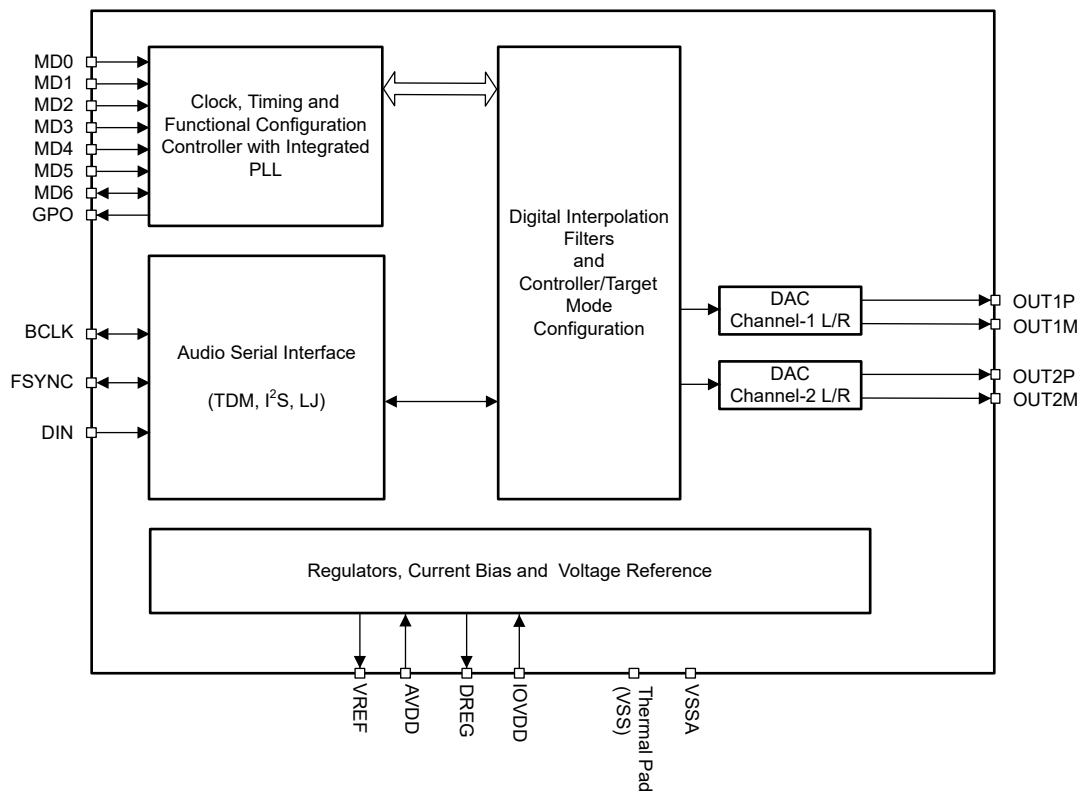 MD0
MD1
MD2
MD3
MD4
MD5
MD6
GPO
Clock, Timing and
Functional Configuration
Controller with Integrated
PLL
BCLK
FSYNC
DIN
Audio Serial Interface
(TDM, I²S, LJ)
Digital Interpolation
Filters
and
Controller/Target
Mode
Configuration
DAC
Channel-1 L/R
DAC
Channel-2 L/R
OUT1P
OUT1M
OUT2P
OUT2M
Regulators, Current Bias and Voltage Reference
VREF
AVDD
DREG
IOVDD
Thermal Pad
(VSS)
VSSA